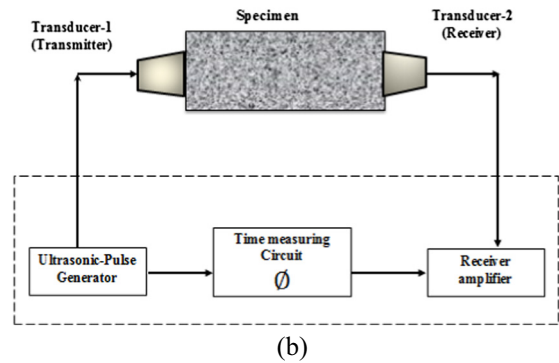 Specimen
Transducer-1
(Transmitter)
Transducer-2
(Receiver)
Ultrasonic-Pulse
Generator
Time measuring
Circuit
Ø
Receiver
amplifier
(b)